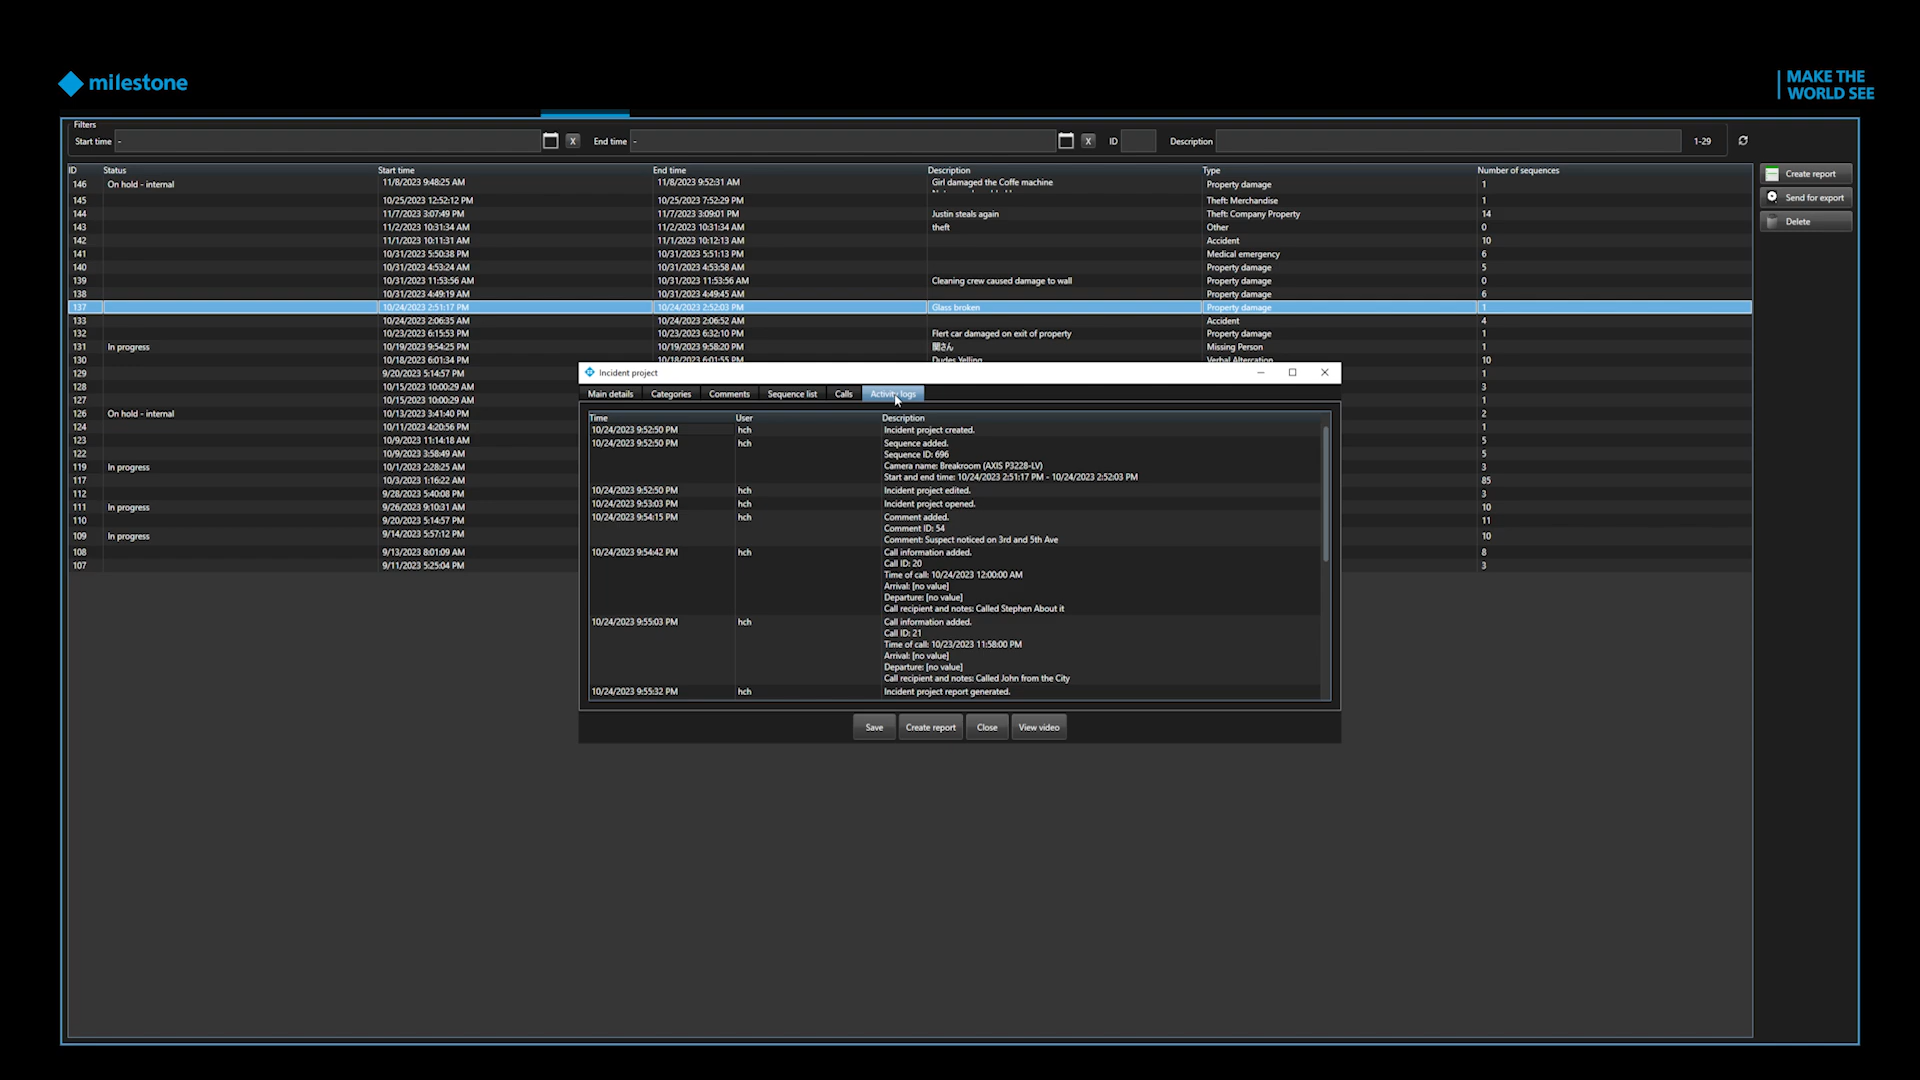 milestone
MAKE THE
WORLD SEE
Filters
Start time - X End time - X ID Description 1-29
ID Status Start time End time Description Type Number of sequences
146 On hold - internal 11/8/2023 9:48:25 AM 11/8/2023 9:52:31 AM Girl damaged the Coffe machine Property damage 1
145 10/25/2023 12:52:12 PM 10/25/2023 7:52:29 PM Theft: Merchandise 1
144 11/7/2023 3:07:49 PM 11/7/2023 3:09:01 PM Justin steals again Theft: Company Property 14
143 11/2/2023 10:31:34 AM 11/2/2023 10:31:34 AM theft Other 0
142 11/1/2023 10:11:31 AM 11/1/2023 10:12:13 AM Accident 10
141 10/31/2023 5:50:38 PM 10/31/2023 5:51:13 PM Medical emergency 6
140 10/31/2023 4:53:24 AM 10/31/2023 4:53:58 AM Property damage 5
139 10/31/2023 11:53:56 AM 10/31/2023 11:53:56 AM Cleaning crew caused damage to wall Property damage 0
138 10/31/2023 4:49:19 AM 10/31/2023 4:49:45 AM Property damage 6
137 10/24/2023 2:51:17 PM 10/24/2023 2:52:03 PM Glass broken Property damage 1
133 10/24/2023 2:06:35 AM 10/24/2023 2:06:52 AM Accident 4
132 10/23/2023 6:15:53 PM 10/23/2023 6:32:10 PM Flert car damaged on exit of property Property damage 1
131 In progress 10/19/2023 9:54:25 PM 10/19/2023 9:58:20 PM 関さん Missing Person 1
130 10/18/2023 6:01:34 PM 10/18/2023 6:01:55 PM Dudes Yelling Verbal Altercation 10
129 9/20/2023 5:14:57 PM 1
128 10/15/2023 10:00:29 AM 3
127 10/15/2023 10:00:29 AM 1
126 On hold - internal 10/13/2023 3:41:40 PM 2
124 10/11/2023 4:20:56 PM 1
123 10/9/2023 11:14:18 AM 5
122 10/9/2023 3:58:49 AM 5
119 In progress 10/1/2023 2:28:25 AM 3
117 10/3/2023 1:16:22 AM 85
112 9/28/2023 5:40:08 PM 3
111 In progress 9/26/2023 9:10:31 AM 10
110 9/20/2023 5:14:57 PM 11
109 In progress 9/14/2023 5:57:12 PM 10
108 9/13/2023 8:01:09 AM 8
107 9/11/2023 5:25:04 PM 3
Create report
Send for export
Delete
Incident project
Main details Categories Comments Sequence list Calls Activity logs
Time User Description
10/24/2023 9:52:50 PM hch Incident project created.
10/24/2023 9:52:50 PM hch Sequence added.
Sequence ID: 696
Camera name: Breakroom (AXIS P3228-LV)
Start and end time: 10/24/2023 2:51:17 PM - 10/24/2023 2:52:03 PM
10/24/2023 9:52:50 PM hch Incident project edited.
10/24/2023 9:53:03 PM hch Incident project opened.
10/24/2023 9:54:15 PM hch Comment added.
Comment ID: 54
Comment: Suspect noticed on 3rd and 5th Ave
10/24/2023 9:54:42 PM hch Call information added.
Call ID: 20
Time of call: 10/24/2023 12:00:00 AM
Arrival: [no value]
Departure: [no value]
Call recipient and notes: Called Stephen About it
10/24/2023 9:55:03 PM hch Call information added.
Call ID: 21
Time of call: 10/23/2023 11:58:00 PM
Arrival: [no value]
Departure: [no value]
Call recipient and notes: Called John from the City
10/24/2023 9:55:32 PM hch Incident project report generated.
Save Create report Close View video